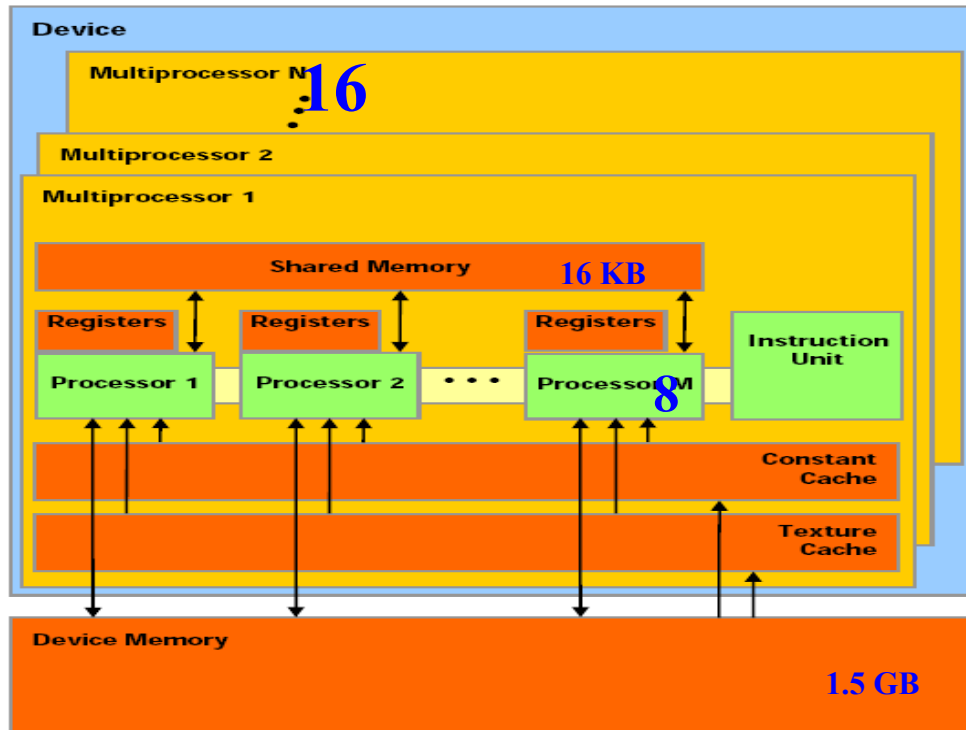 Device
Multiprocessor N
16
Multiprocessor 2
Multiprocessor 1
Shared Memory
16 KB
Registers
Registers
Registers
Processor 1
Processor 2
• • •
Processor M
8
Instruction
Unit
Constant
Cache
Texture
Cache
Device Memory
1.5 GB